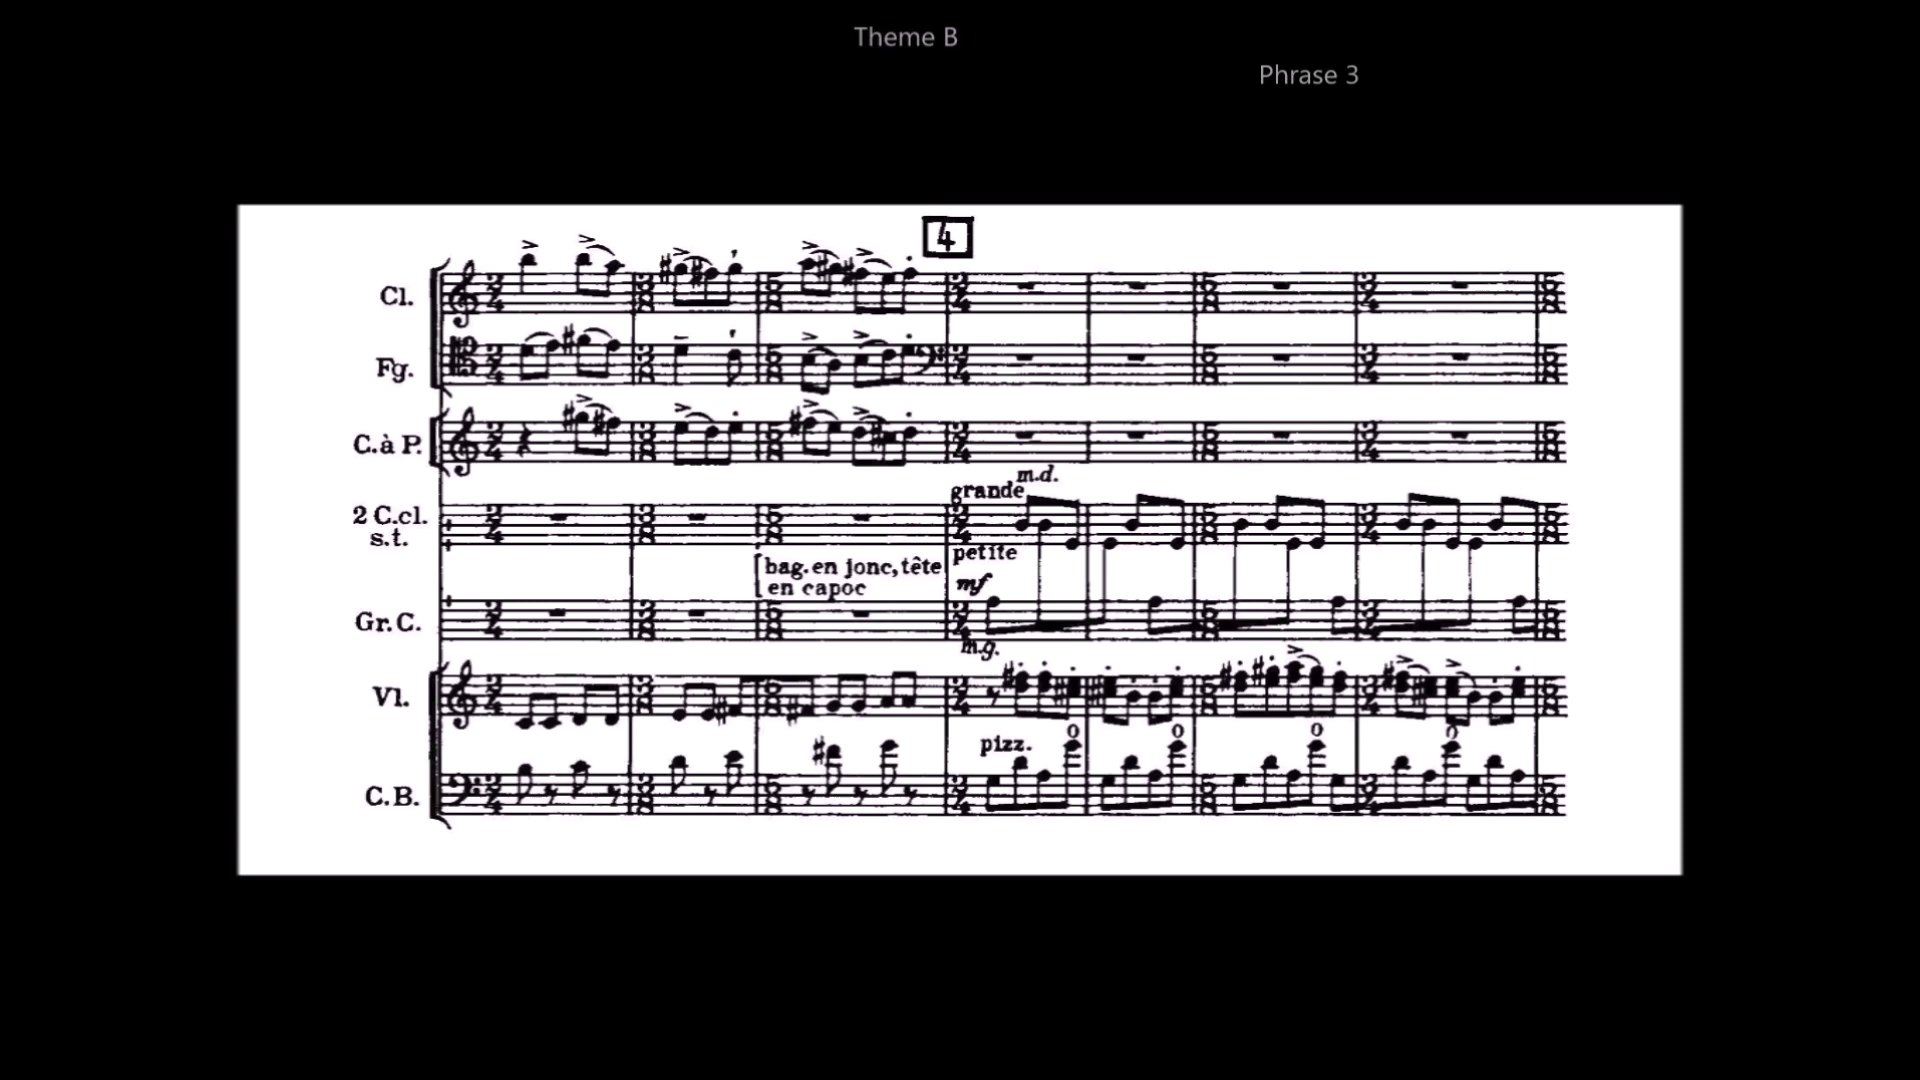 Theme B
Phrase 3
4
Cl.
Fg.
C.à P.
m.d.
grande
2 C.cl.
s.t.
petite
bag. en jonc, tête
en capoc
mf
Gr. C.
m.g.
Vl.
pizz.
C.B.